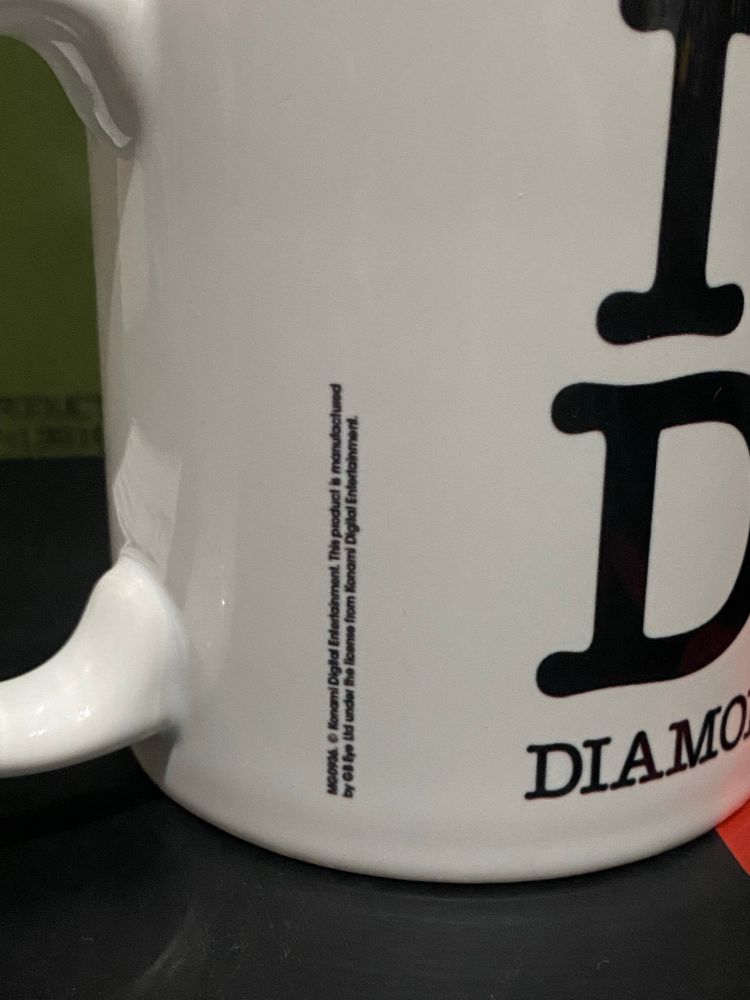 MG0936. © Konami Digital Entertainment. This product is manufactured
by GB Eye Ltd under the license from Konami Digital Entertainment.
I
D
DIAMO